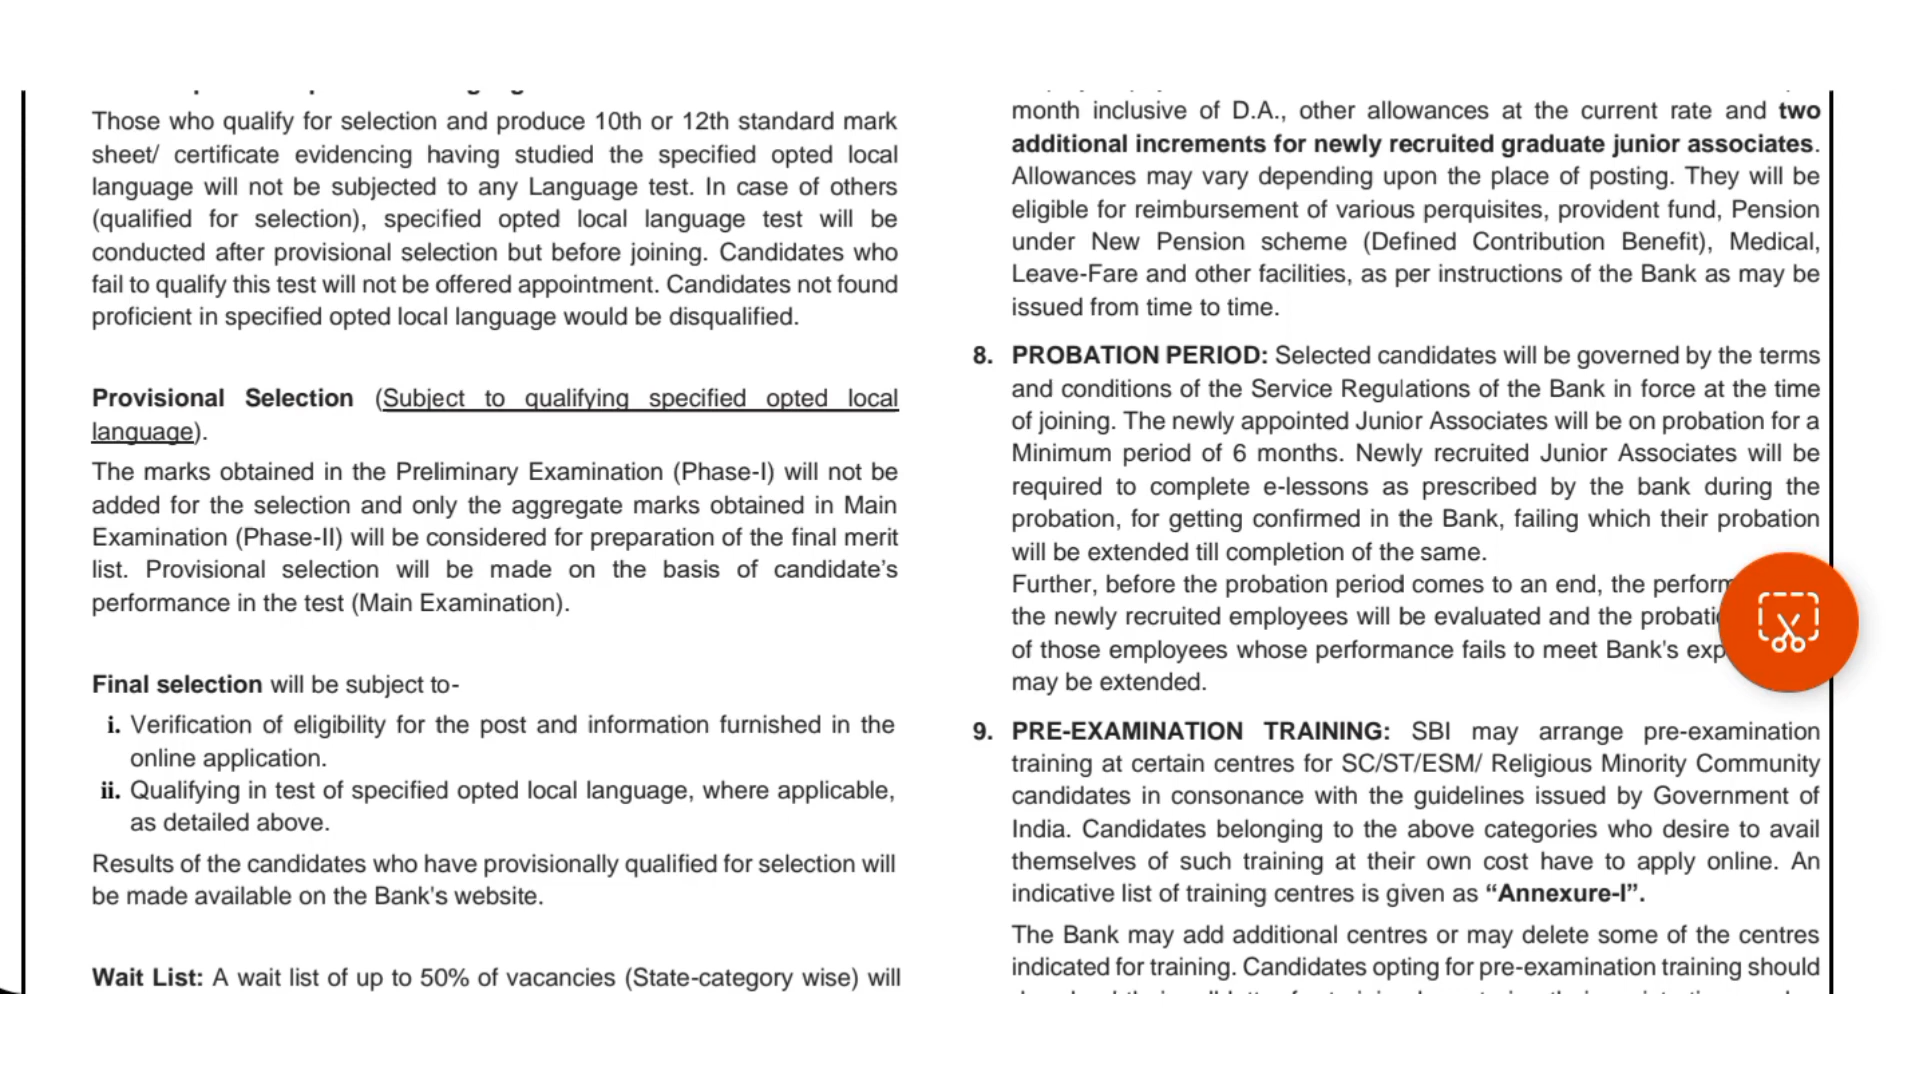 Those who qualify for selection and produce 10th or 12th standard mark
sheet/ certificate evidencing having studied the specified opted local
language will not be subjected to any Language test. In case of others
(qualified for selection), specified opted local language test will be
conducted after provisional selection but before joining. Candidates who
fail to qualify this test will not be offered appointment. Candidates not found
proficient in specified opted local language would be disqualified.
Provisional Selection (Subject to qualifying specified opted local
language).
The marks obtained in the Preliminary Examination (Phase-I) will not be
added for the selection and only the aggregate marks obtained in Main
Examination (Phase-II) will be considered for preparation of the final merit
list. Provisional selection will be made on the basis of candidate's
performance in the test (Main Examination).
Final selection will be subject to-
i. Verification of eligibility for the post and information furnished in the
online application.
ii. Qualifying in test of specified opted local language, where applicable,
as detailed above.
Results of the candidates who have provisionally qualified for selection will
be made available on the Bank's website.
Wait List: A wait list of up to 50% of vacancies (State-category wise) will
month inclusive of D.A., other allowances at the current rate and two
additional increments for newly recruited graduate junior associates.
Allowances may vary depending upon the place of posting. They will be
eligible for reimbursement of various perquisites, provident fund, Pension
under New Pension scheme (Defined Contribution Benefit), Medical,
Leave-Fare and other facilities, as per instructions of the Bank as may be
issued from time to time.
8. PROBATION PERIOD: Selected candidates will be governed by the terms
and conditions of the Service Regulations of the Bank in force at the time
of joining. The newly appointed Junior Associates will be on probation for a
Minimum period of 6 months. Newly recruited Junior Associates will be
required to complete e-lessons as prescribed by the bank during the
probation, for getting confirmed in the Bank, failing which their probation
will be extended till completion of the same.
Further, before the probation period comes to an end, the
the newly recruited employees will be evaluated and the
of those employees whose performance fails to meet Bank's
may be extended.
9. PRE-EXAMINATION TRAINING: SBI may arrange pre-examination
training at certain centres for SC/ST/ESM/ Religious Minority Community
candidates in consonance with the guidelines issued by Government of
India. Candidates belonging to the above categories who desire to avail
themselves of such training at their own cost have to apply online. An
indicative list of training centres is given as “Annexure-I”.
The Bank may add additional centres or may delete some of the centres
indicated for training. Candidates opting for pre-examination training should